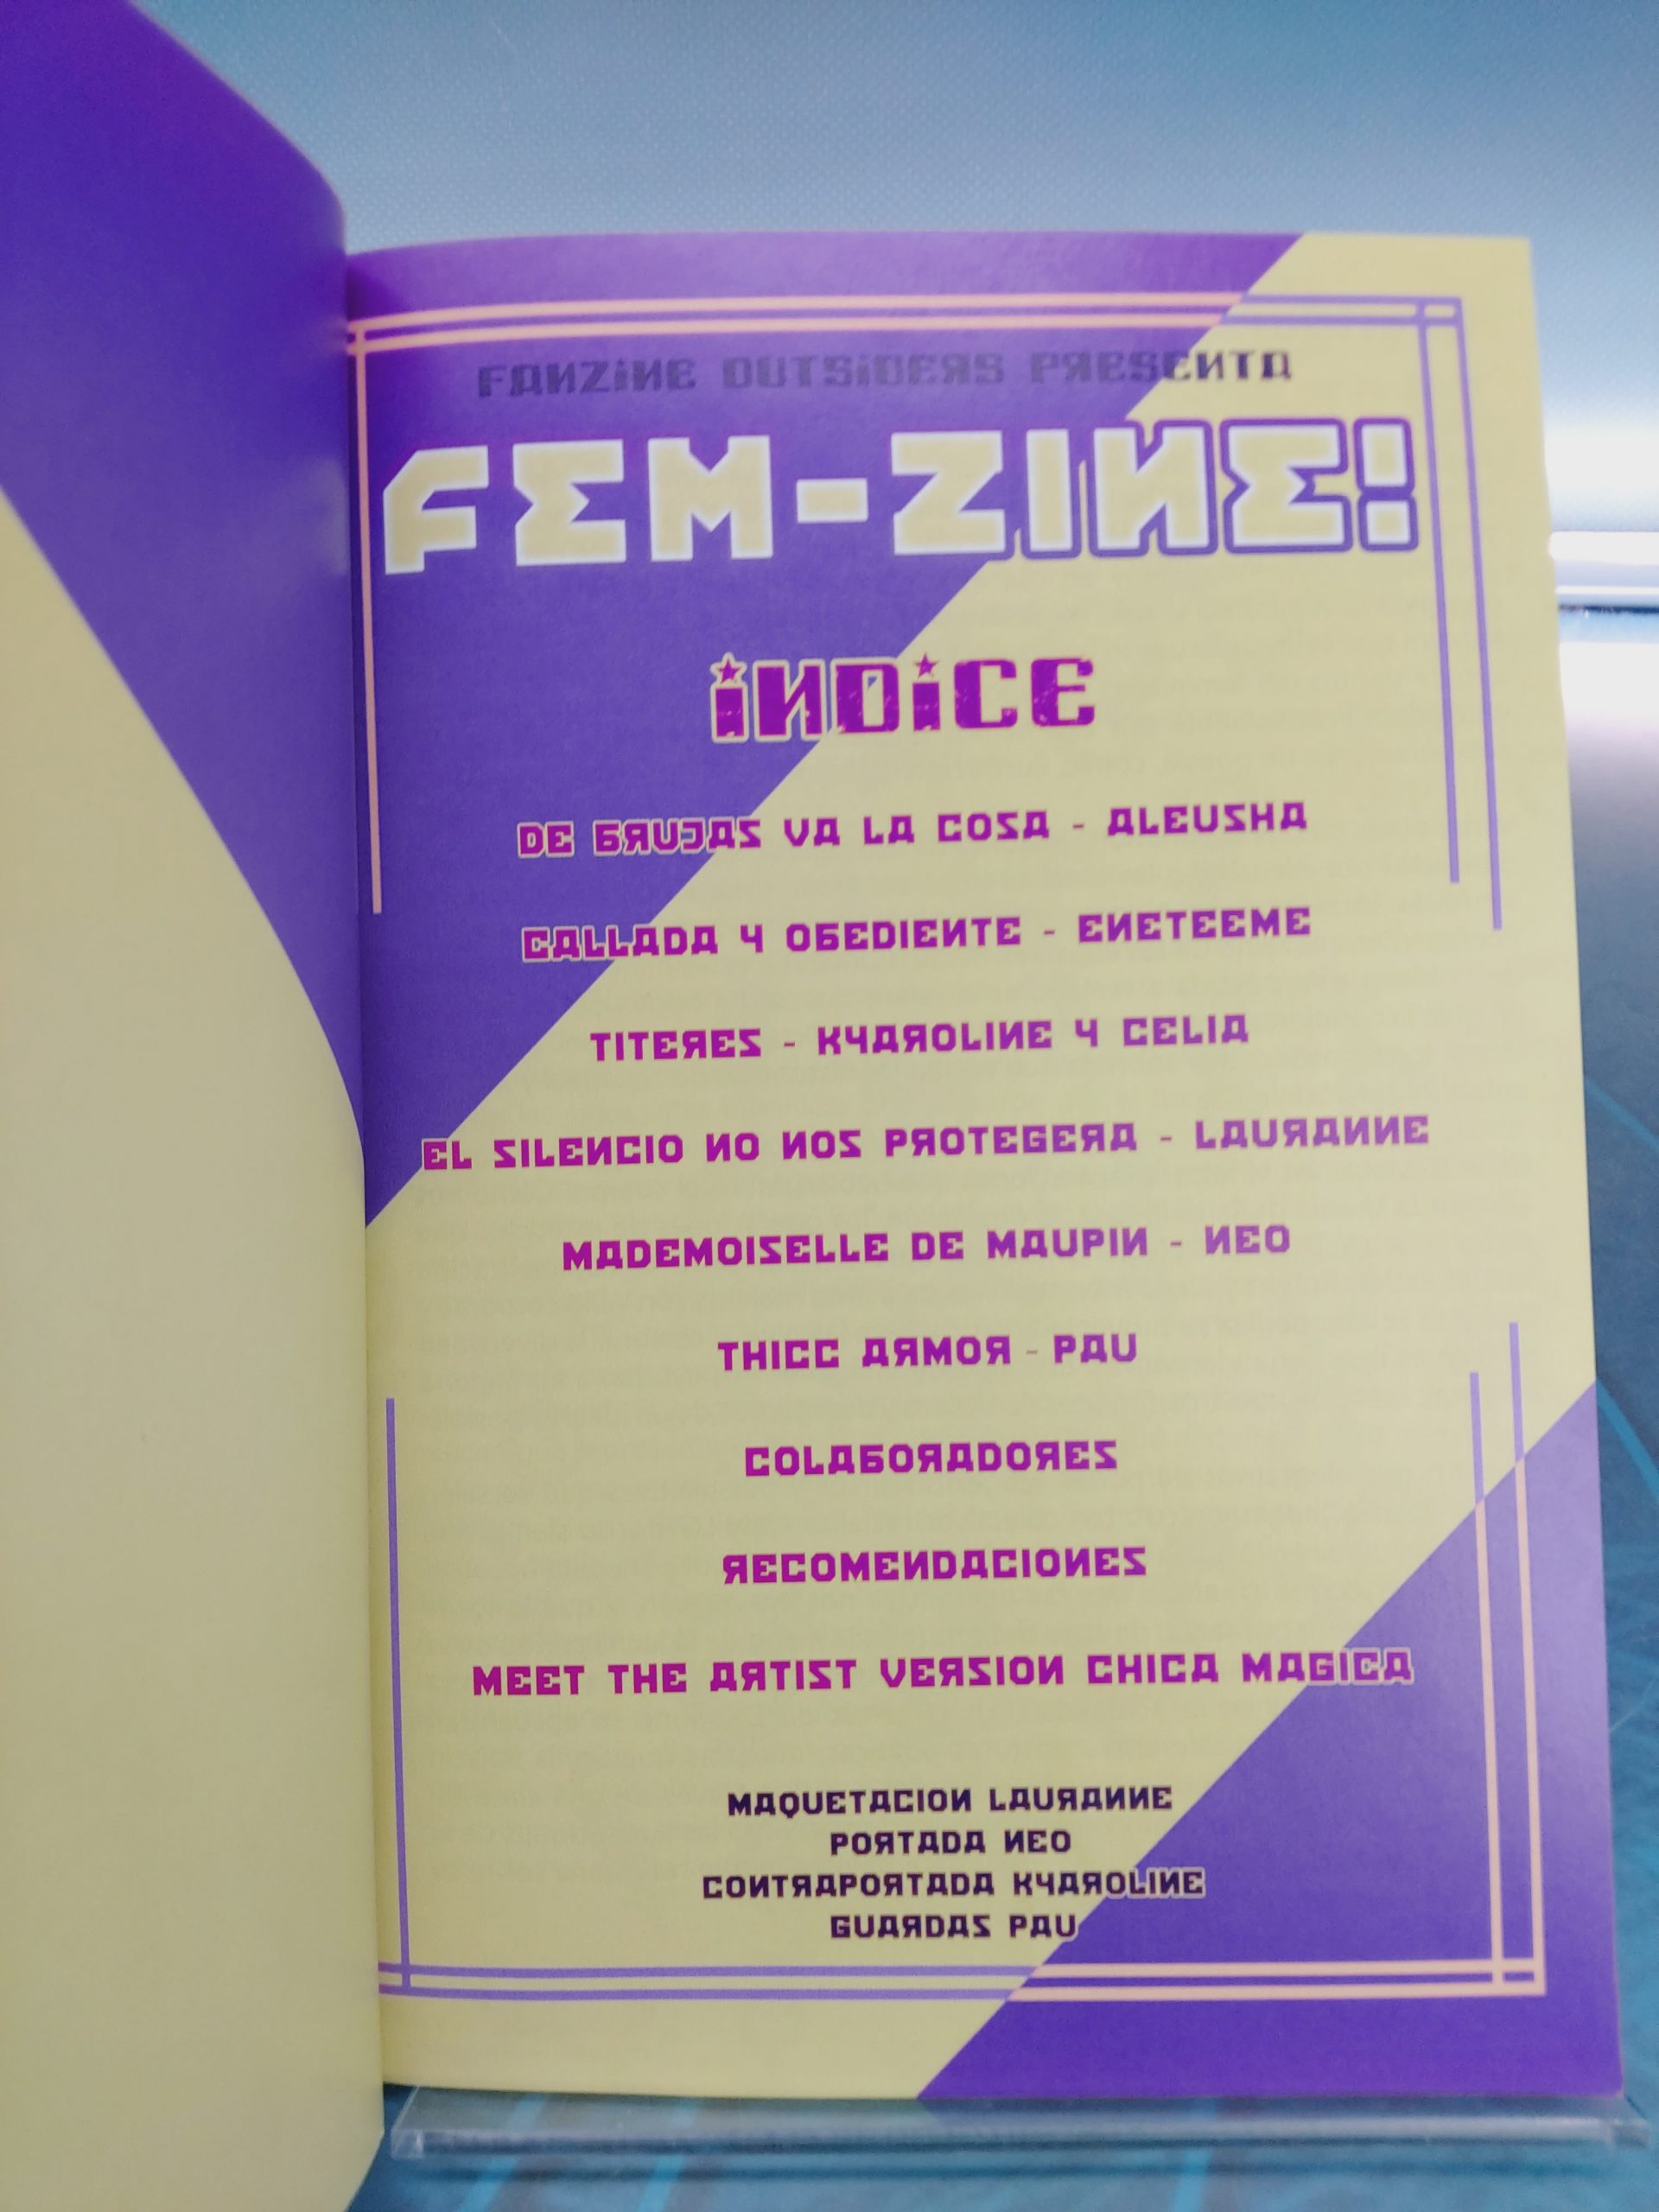 FANZINE OUTSIDERS PRESENTA
FEM-ZINE!
INDICE
DE BRUJAS VA LA COSA - ALEUSHA
CALLADA Y OBEDIENTE - ENETEEME
TITERES - KYAROLINE Y CELIA
EL SILENCIO NO NOS PROTEGERA - LAURANNE
MADEMOISELLE DE MAUPIN - NEO
THICC ARMOR - PAU
COLABORADORES
RECOMENDACIONES
MEET THE ARTIST VERSION CHICA MAGICA
MAQUETACION LAURANNE
PORTADA NEO
CONTRAPORTADA KYAROLINE
GUARDAS PAU